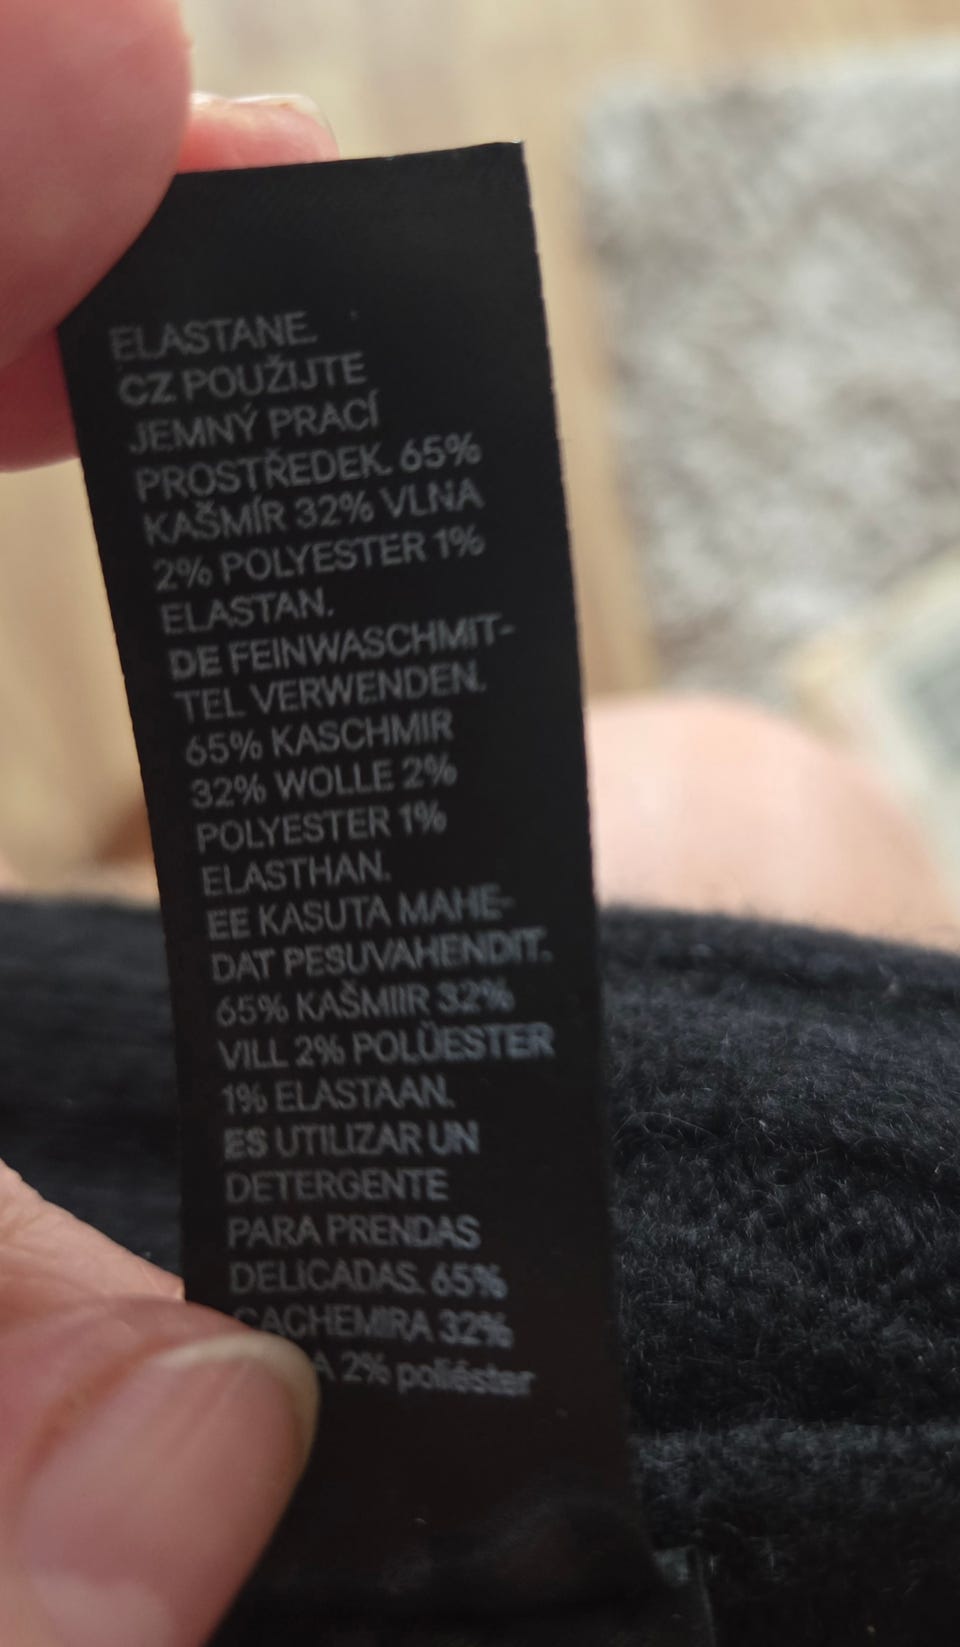 ELASTANE.
CZ POUŽIJTE
JEMNÝ PRACÍ
PROSTŘEDEK. 65%
KAŠMÍR 32% VLNA
2% POLYESTER 1%
ELASTAN.
DE FEINWASCHMIT-
TEL VERWENDEN.
65% KASCHMIR
32% WOLLE 2%
POLYESTER 1%
ELASTHAN.
EE KASUTA MAHE-
DAT PESUVAHENDIT.
65% KAŠMIIR 32%
VILL 2% POLÜESTER
1% ELASTAAN.
ES UTILIZAR UN
DETERGENTE
PARA PRENDAS
DELICADAS. 65%
CACHEMIRA 32%
2% poliéster